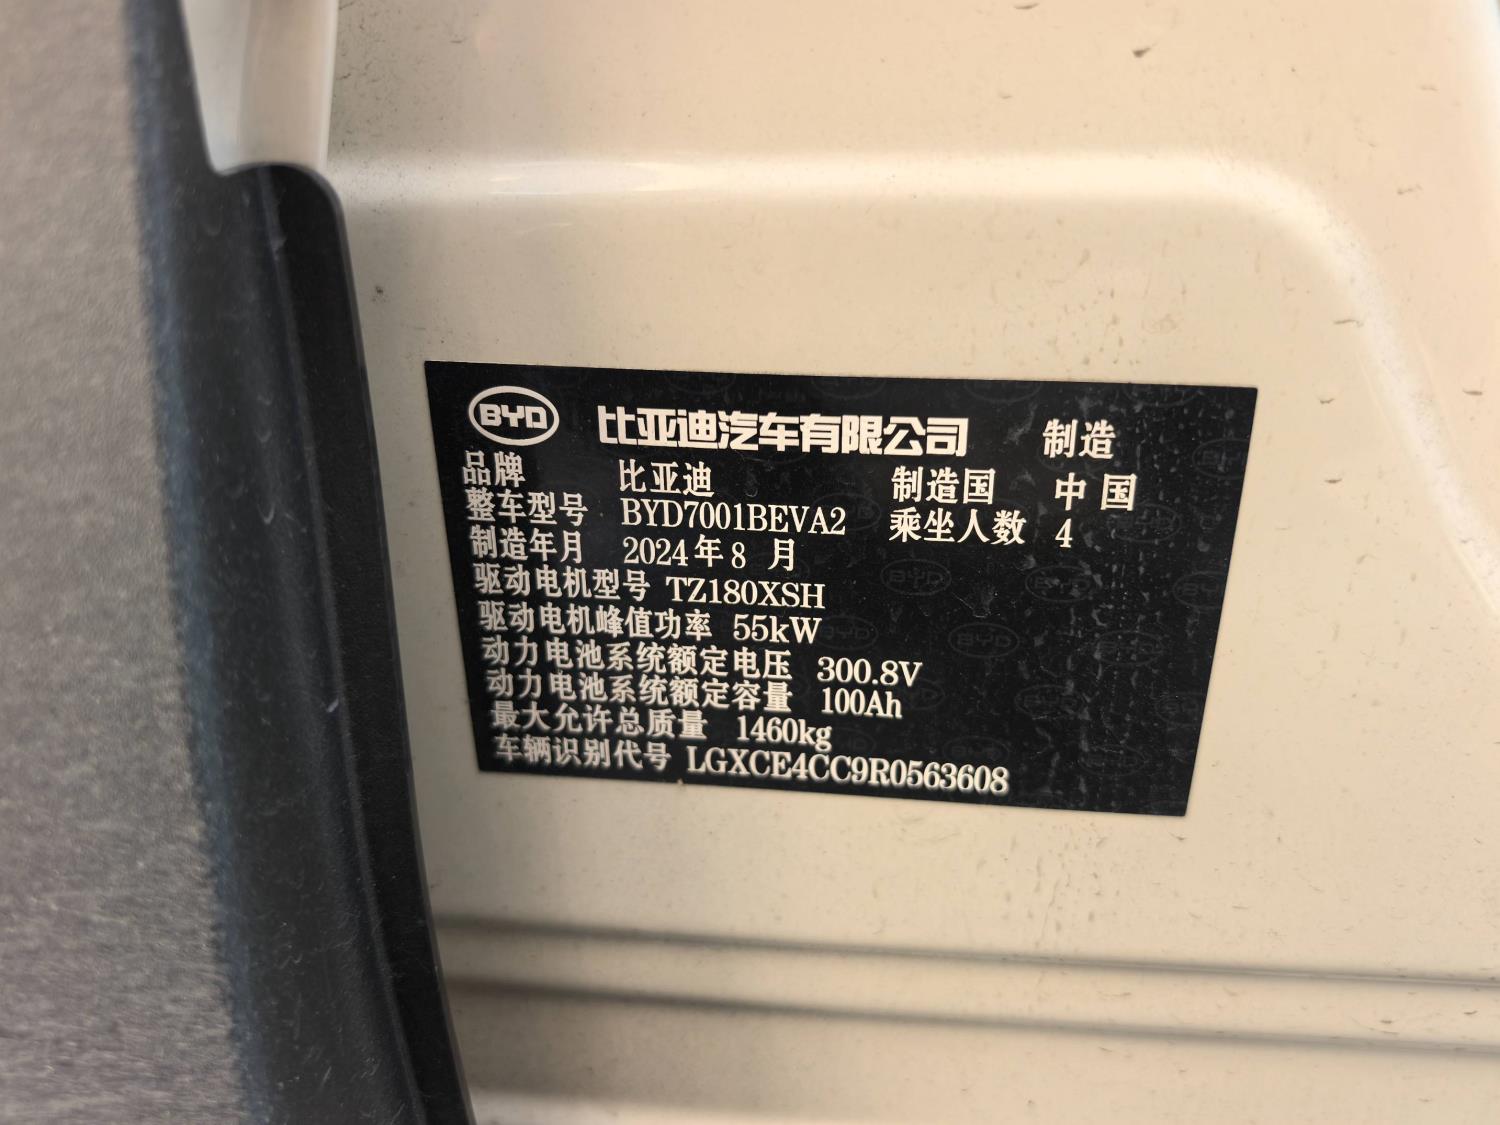 BYD 比亚迪汽车有限公司 制造
品牌 比亚迪 制造国 中国
整车型号 BYD7001BEVA2 乘坐人数 4
制造年月 2024年8月
驱动电机型号 TZ180XSH
驱动电机峰值功率 55kW
动力电池系统额定电压 300.8V
动力电池系统额定容量 100Ah
最大允许总质量 1460kg
车辆识别代号 LGXCE4CC9R0563608